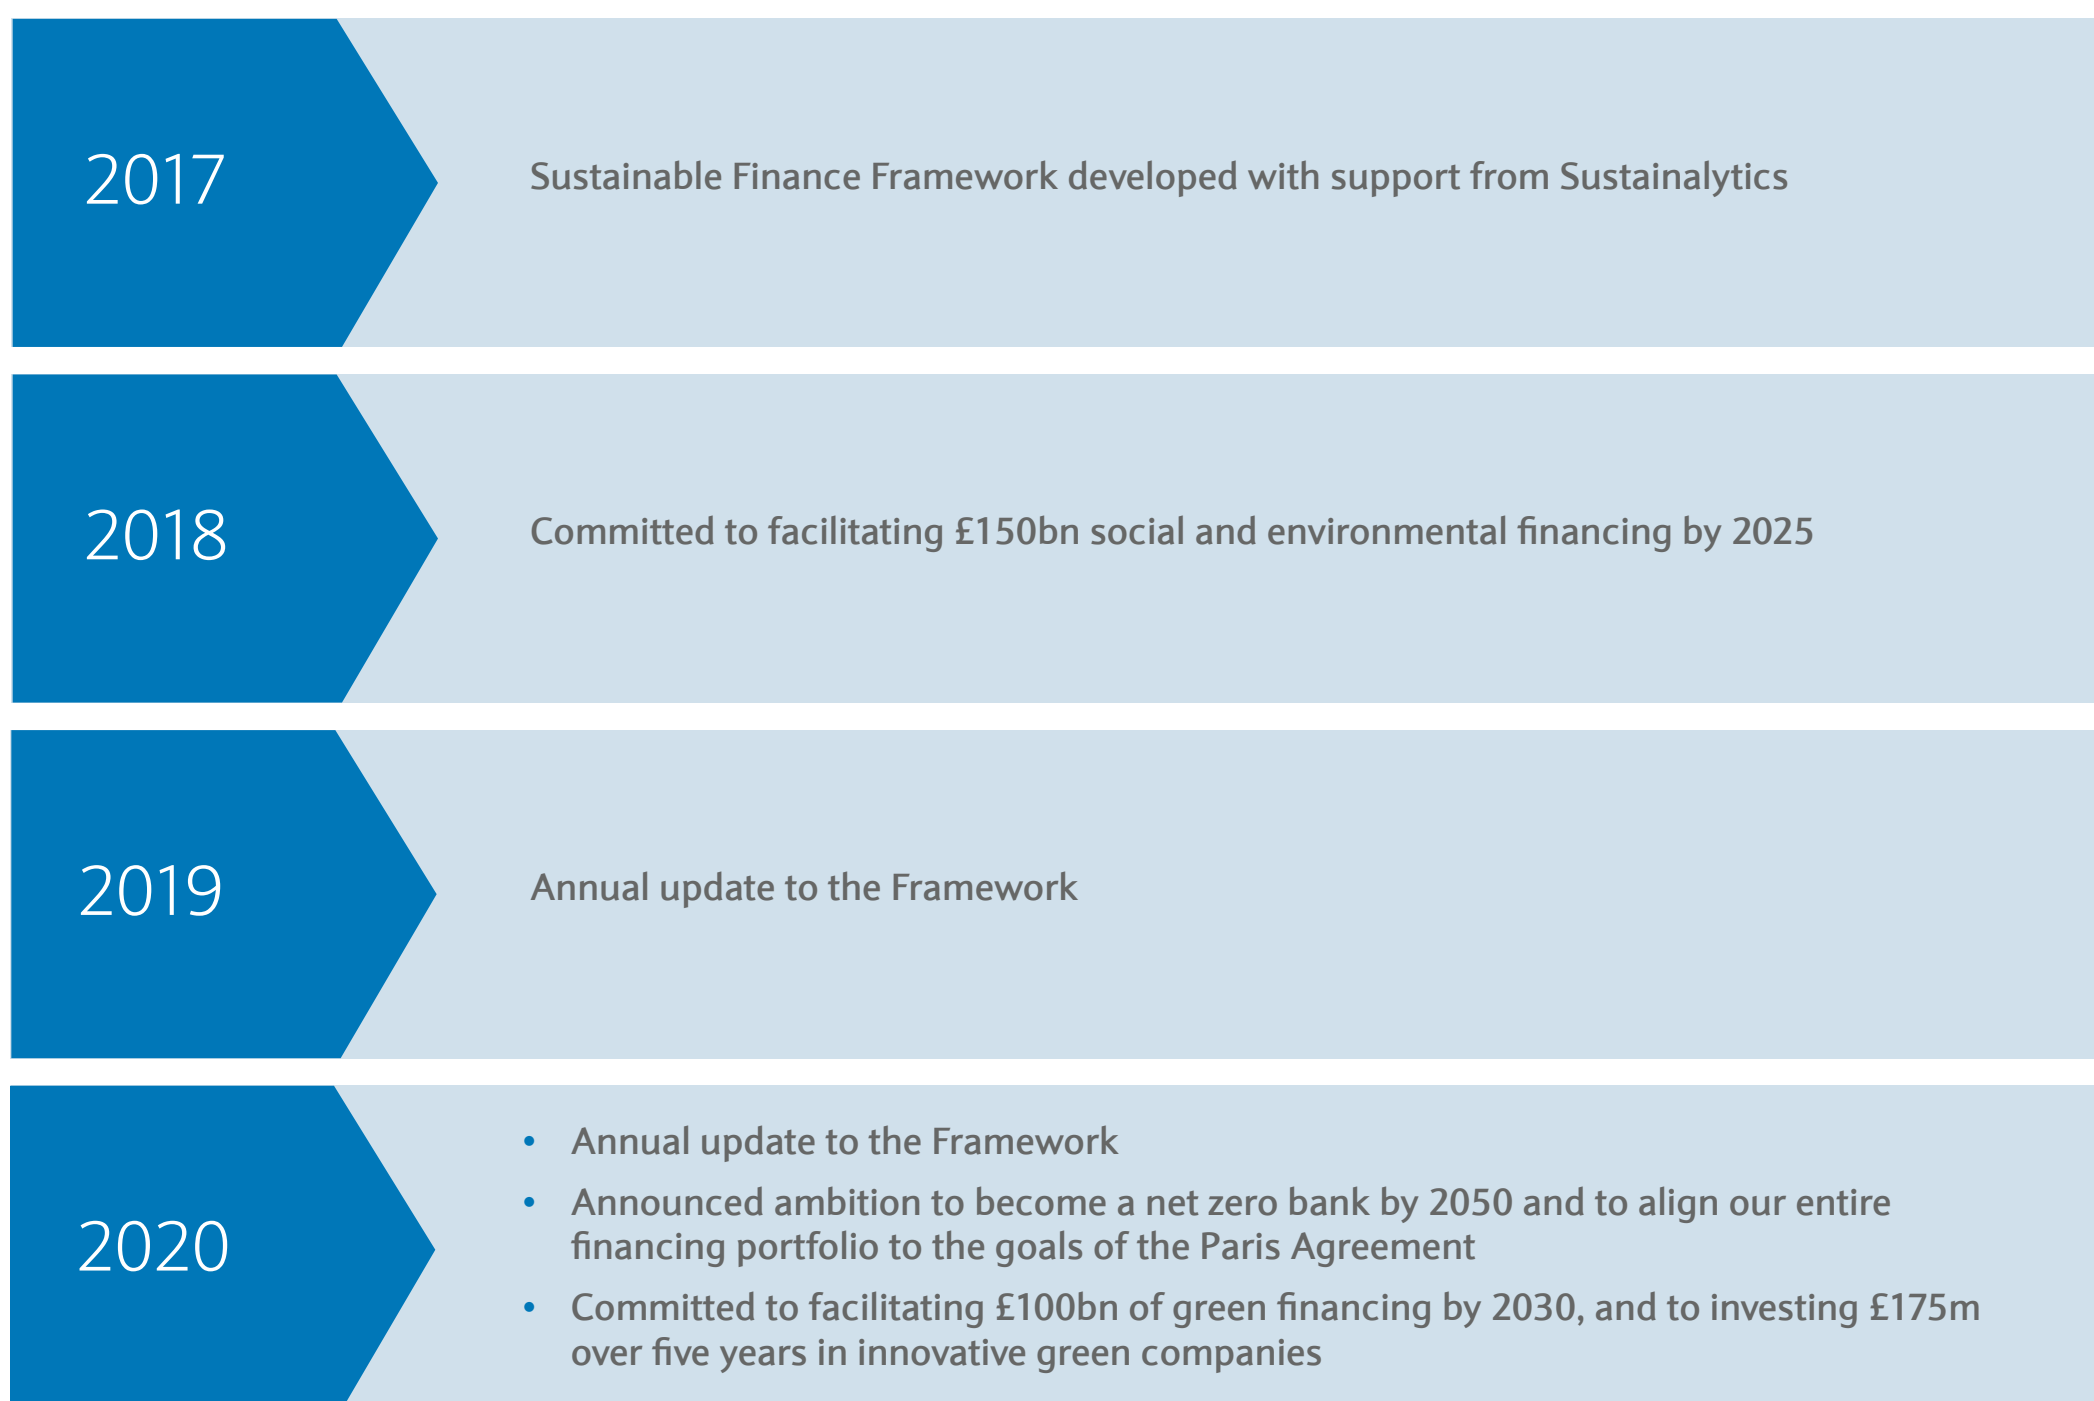 2017
Sustainable Finance Framework developed with support from Sustainalytics
2018
Committed to facilitating £150bn social and environmental financing by 2025
2019
Annual update to the Framework
2020
• Annual update to the Framework
• Announced ambition to become a net zero bank by 2050 and to align our entire
financing portfolio to the goals of the Paris Agreement
• Committed to facilitating £100bn of green financing by 2030, and to investing £175m
over five years in innovative green companies